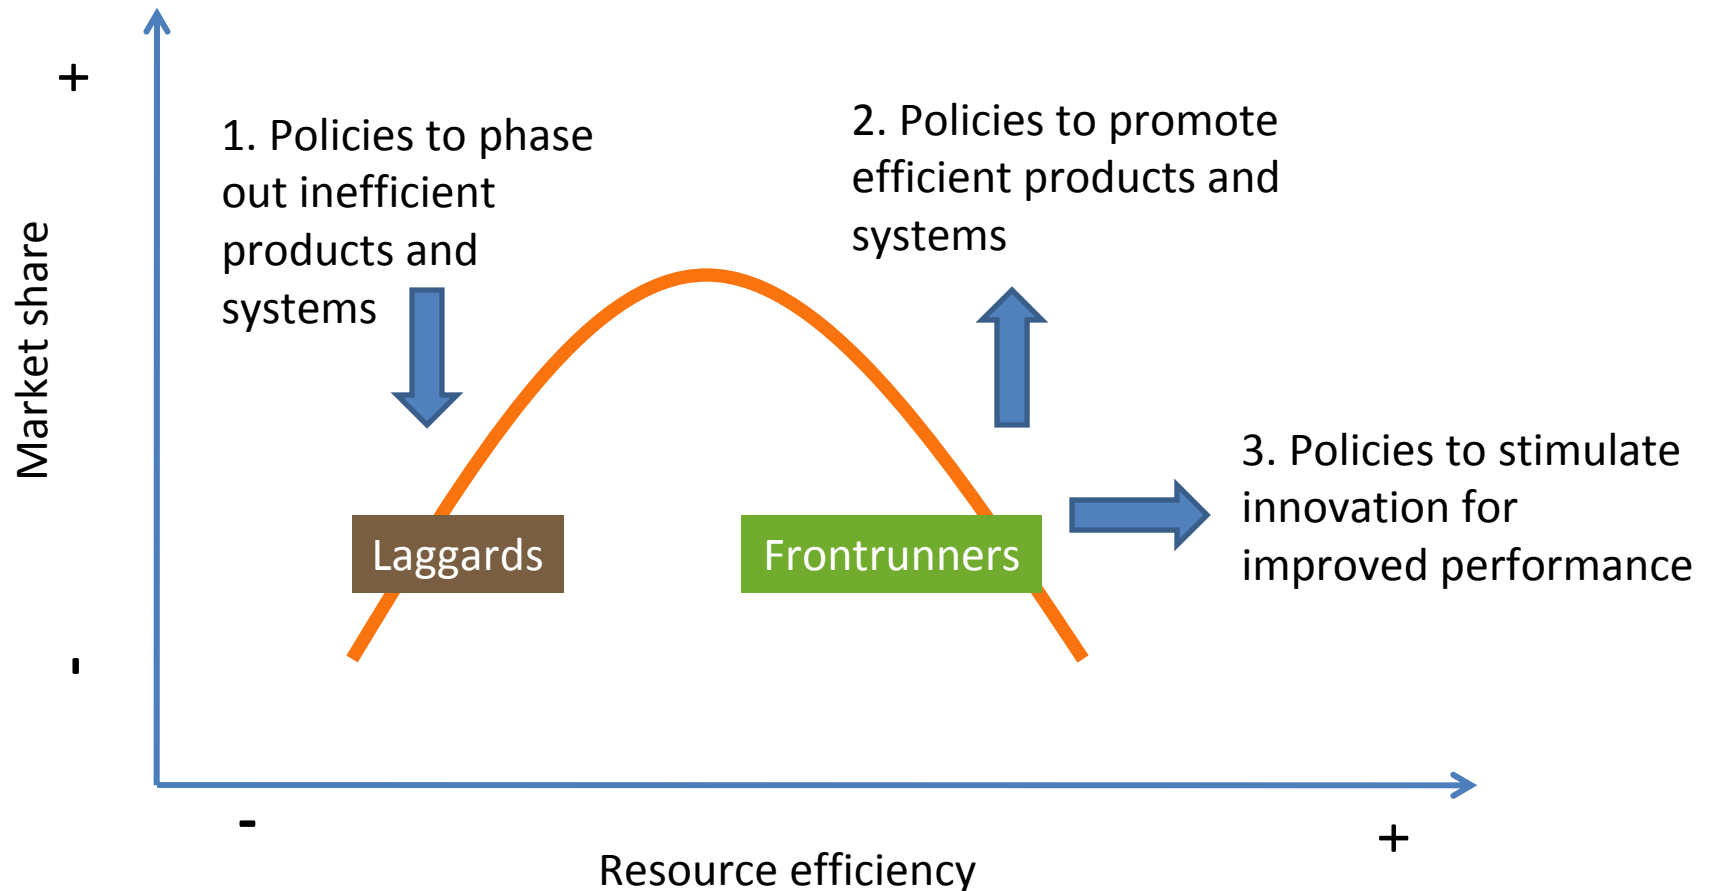 +
1. Policies to phase
out inefficient
products and
systems
2. Policies to promote
efficient products and
systems
Market share
3. Policies to stimulate
innovation for
improved performance
Laggards
Frontrunners
-
-
+
Resource efficiency